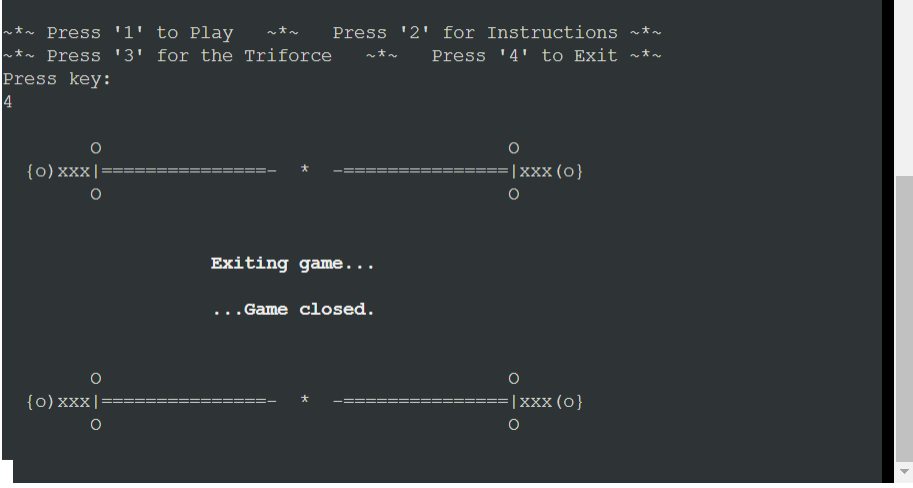 ~*~ Press '1' to Play   ~*~   Press '2' for Instructions ~*~
~*~ Press '3' for the Triforce   ~*~   Press '4' to Exit ~*~
Press key:
4
        O                                     O
  {o)xxx|===============-  *  -===============|xxx(o}
        O                                     O
                   Exiting game...
                   ...Game closed.
        O                                     O
  {o)xxx|===============-  *  -===============|xxx(o}
        O                                     O